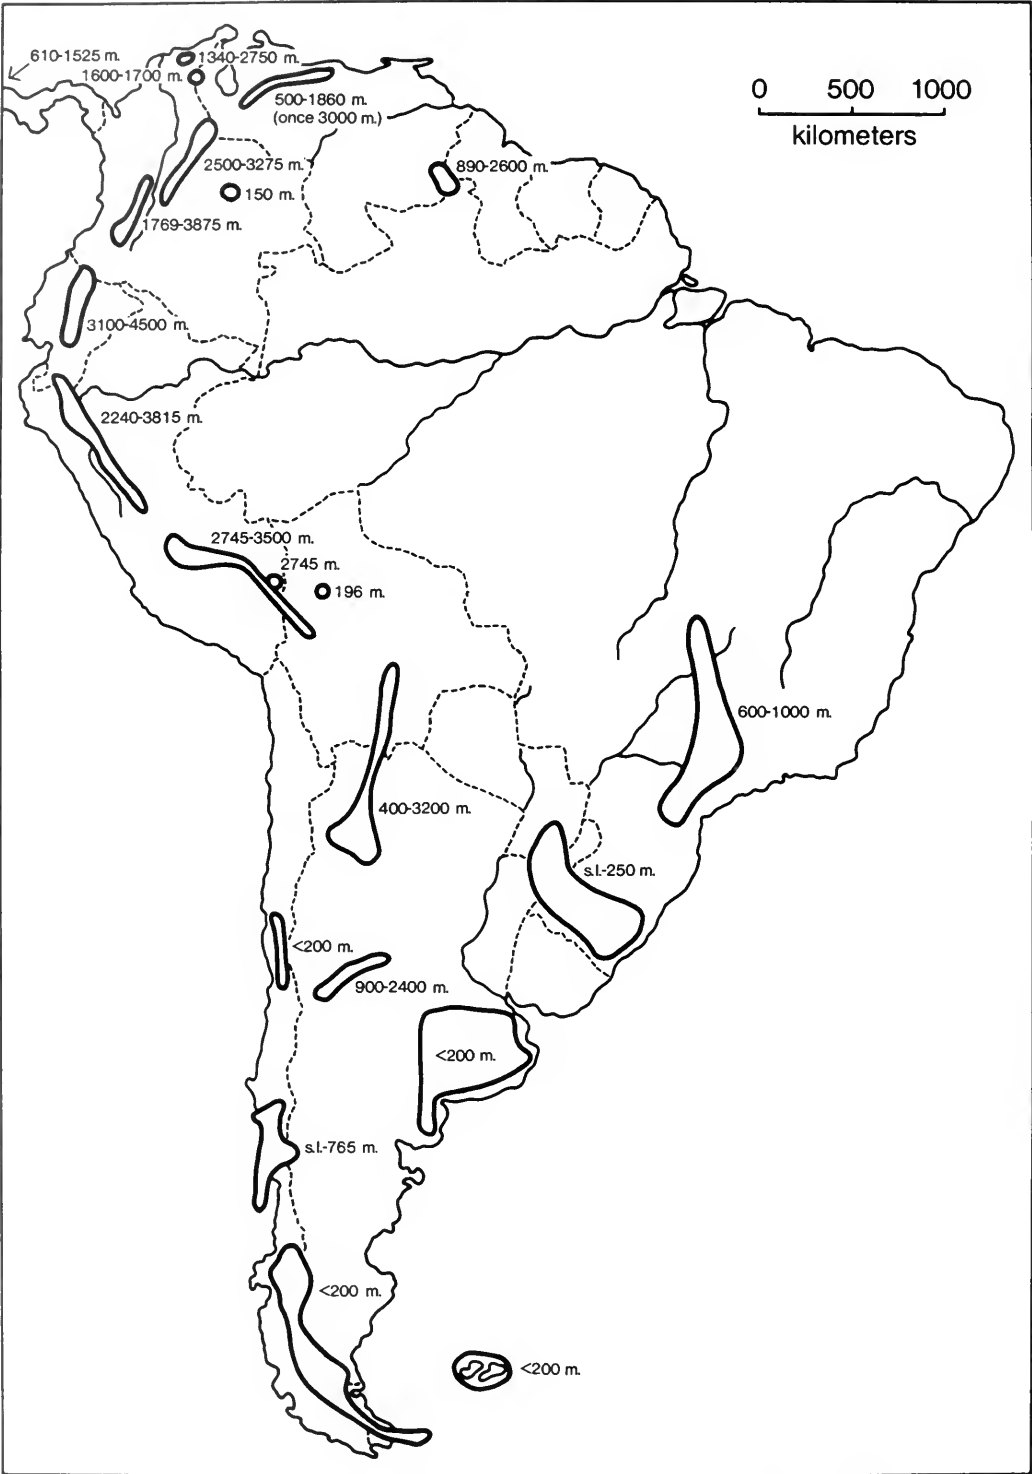 610-1525 m.
1340-2750 m.
1600-1700 m.
0 500 1000
kilometers
500-1860 m.
(once 3000 m.)
2500-3275 m.
890-2600 m.
150 m.
1769-3875 m.
3100-4500 m.
2240-3815 m.
2745-3500 m.
2745 m.
196 m.
600-1000 m.
400-3200 m.
s.l.-250 m.
<200 m.
900-2400 m.
<200 m.
s.l.-765 m.
<200 m.
<200 m.